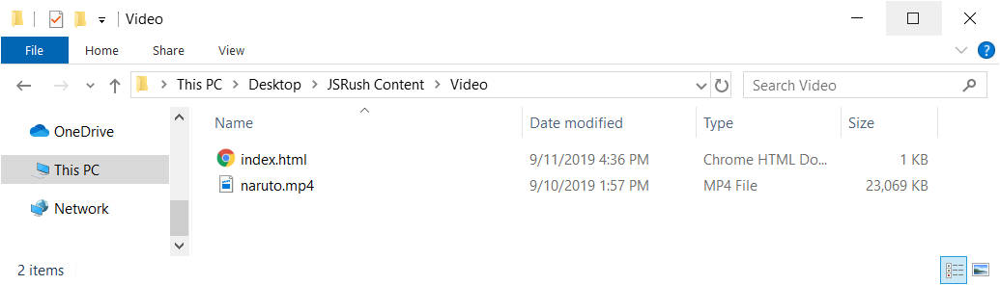 Video
File Home Share View
This PC Desktop JSRush Content Video Search Video
OneDrive
This PC
Network
Name Date modified Type Size
index.html 9/11/2019 4:36 PM Chrome HTML Do... 1 KB
naruto.mp4 9/10/2019 1:57 PM MP4 File 23,069 KB
2 items